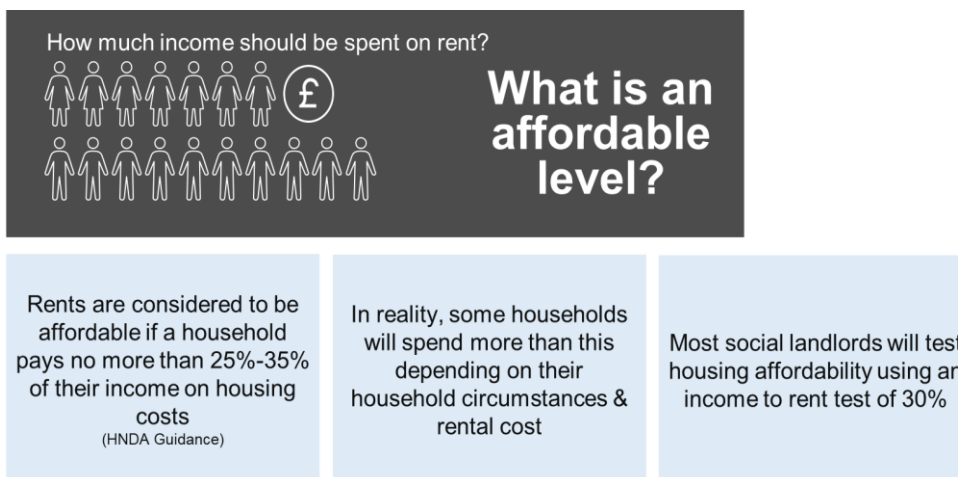 How much income should be spent on rent?
£
What is an
affordable
level?
Rents are considered to be
affordable if a household
pays no more than 25%-35%
of their income on housing
costs
(HNDA Guidance)
In reality, some households
will spend more than this
depending on their
household circumstances &
rental cost
Most social landlords will test
housing affordability using an
income to rent test of 30%